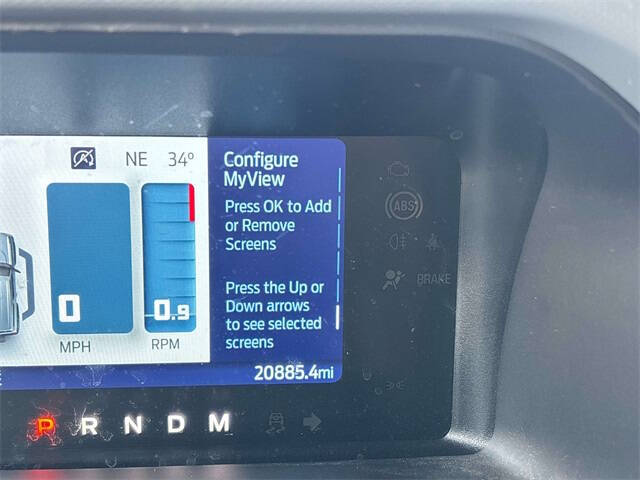 NE 34°
Configure
MyView
Press OK to Add
or Remove
Screens
Press the Up or
Down arrows
to see selected
screens
0
0.9
MPH
RPM
20885.4mi
P R N D M
ABS
BRAKE